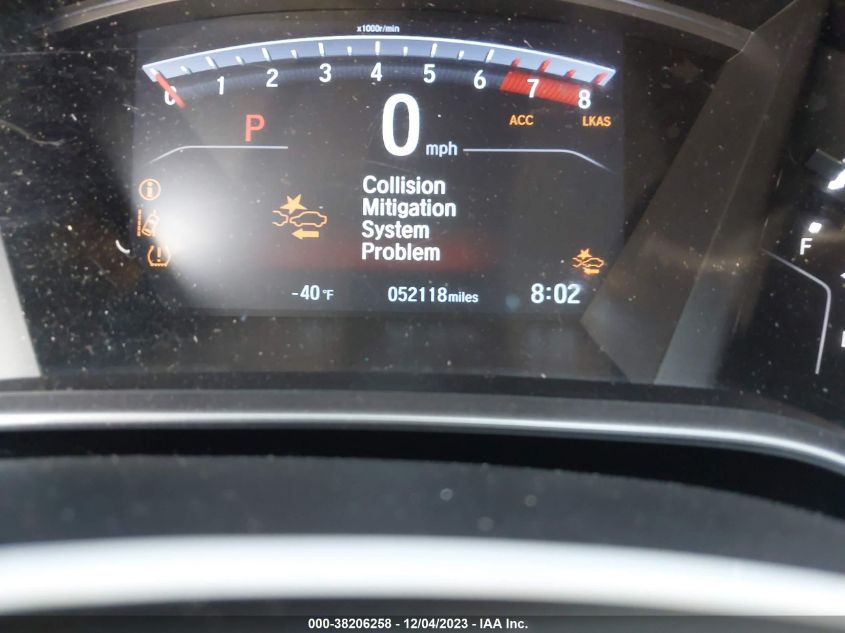 x1000r/min
0 1 2 3 4 5 6 7 8
P 0 mph ACC LKAS
Collision
Mitigation
System
Problem
-40°F 052118miles 8:02
F
000-38206258 - 12/04/2023 - IAA Inc.